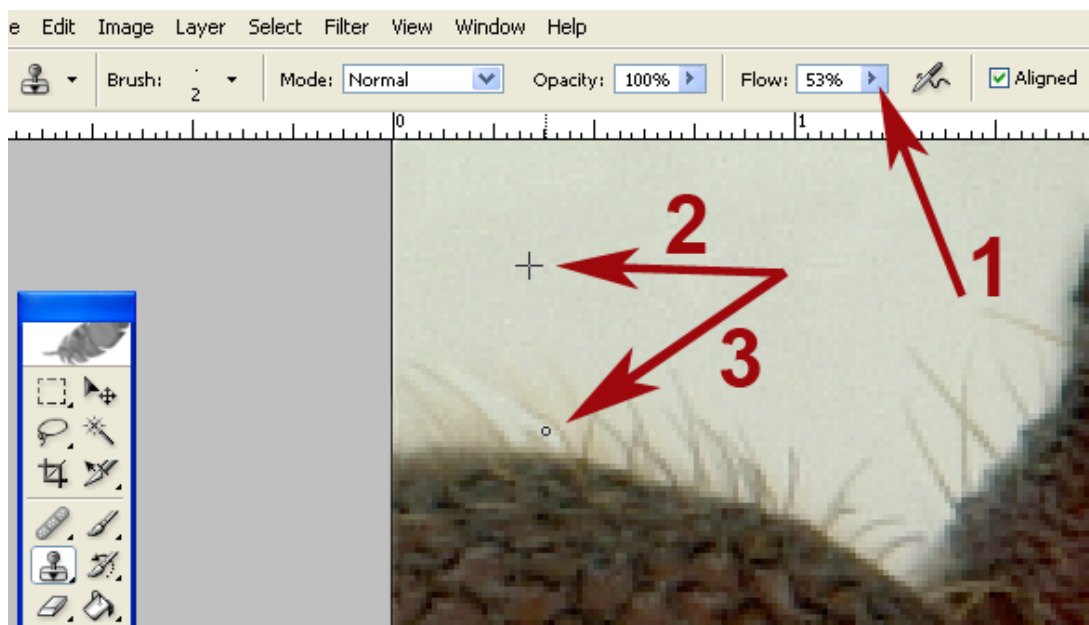 e Edit Image Layer Select Filter View Window Help
Brush: 2 Mode: Normal Opacity: 100% Flow: 53% Aligned
0 1
2
1
3